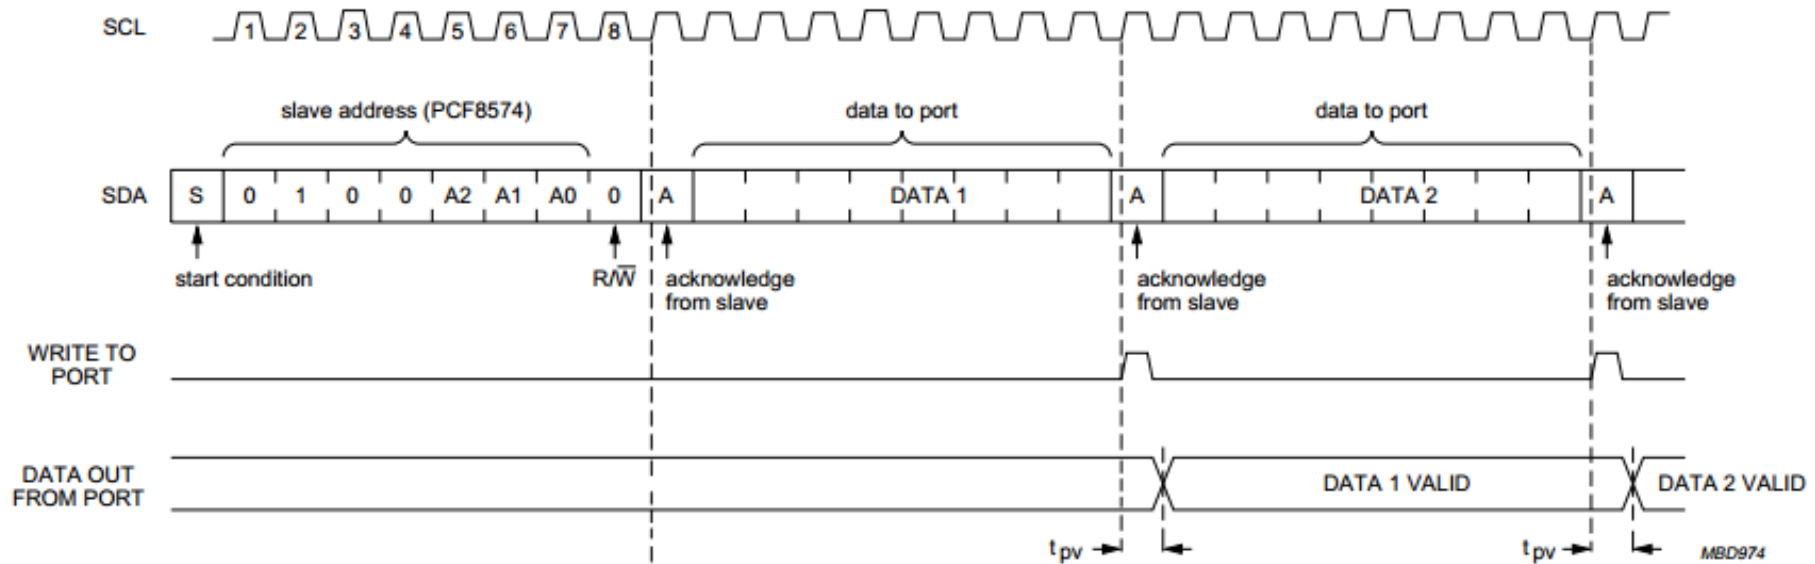 SCL
1 2 3 4 5 6 7 8
slave address (PCF8574)
data to port
data to port
SDA
S 0 1 0 0 A2 A1 A0 0 A DATA 1 A DATA 2 A
start condition
R/W̅
acknowledge
from slave
acknowledge
from slave
acknowledge
from slave
WRITE TO
PORT
DATA OUT
FROM PORT
DATA 1 VALID
DATA 2 VALID
t pv
t pv
MBD974